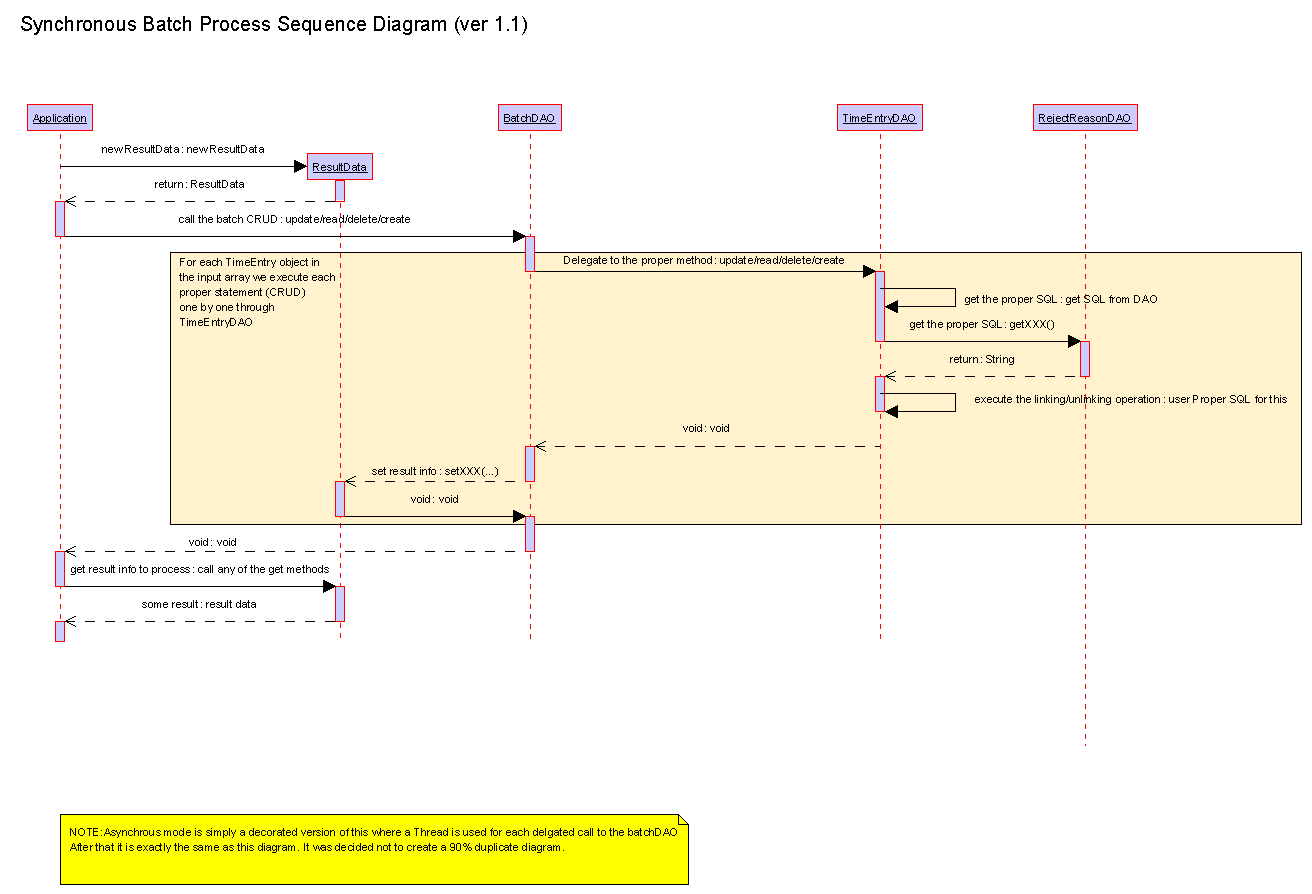 Synchronous Batch Process Sequence Diagram (ver 1.1)
Application
BatchDAO
TimeEntryDAO
RejectReasonDAO
newResultData : newResultData
ResultData
return : ResultData
call the batch CRUD : update/read/delete/create
For each TimeEntry object in
the input array we execute each
proper statement (CRUD)
one by one through
TimeEntryDAO
Delegate to the proper method : update/read/delete/create
get the proper SQL : get SQL from DAO
get the proper SQL : getXXX()
return : String
execute the linking/unlinking operation : user Proper SQL for this
void : void
set result info : setXXX(...)
void : void
void : void
get result info to process : call any of the get methods
some result : result data
NOTE:Asynchrous mode is simply a decorated version of this where a Thread is used for each delgated call to the batchDAO
After that it is exactly the same as this diagram. It was decided not to create a 90% duplicate diagram.